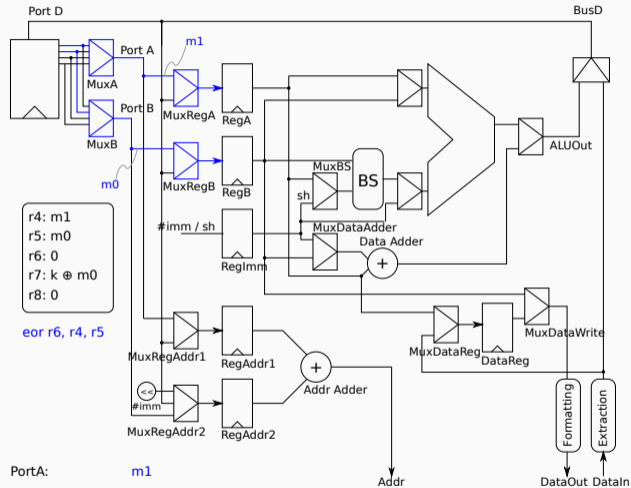 Port D
BusD
m1
Port A
MuxA
MuxRegA
RegA
Port B
MuxB
ALUOut
m0
MuxRegB
RegB
MuxBS
BS
sh
#imm / sh
RegImm
MuxDataAdder
Data Adder
r4: m1
r5: m0
r6: 0
r7: k ⊕ m0
r8: 0
eor r6, r4, r5
MuxDataWrite
MuxDataReg
DataReg
MuxRegAddr1
RegAddr1
+
+
Addr Adder
<<
#imm
MuxRegAddr2
RegAddr2
Formatting
Extraction
PortA: m1
Addr
DataOut DataIn